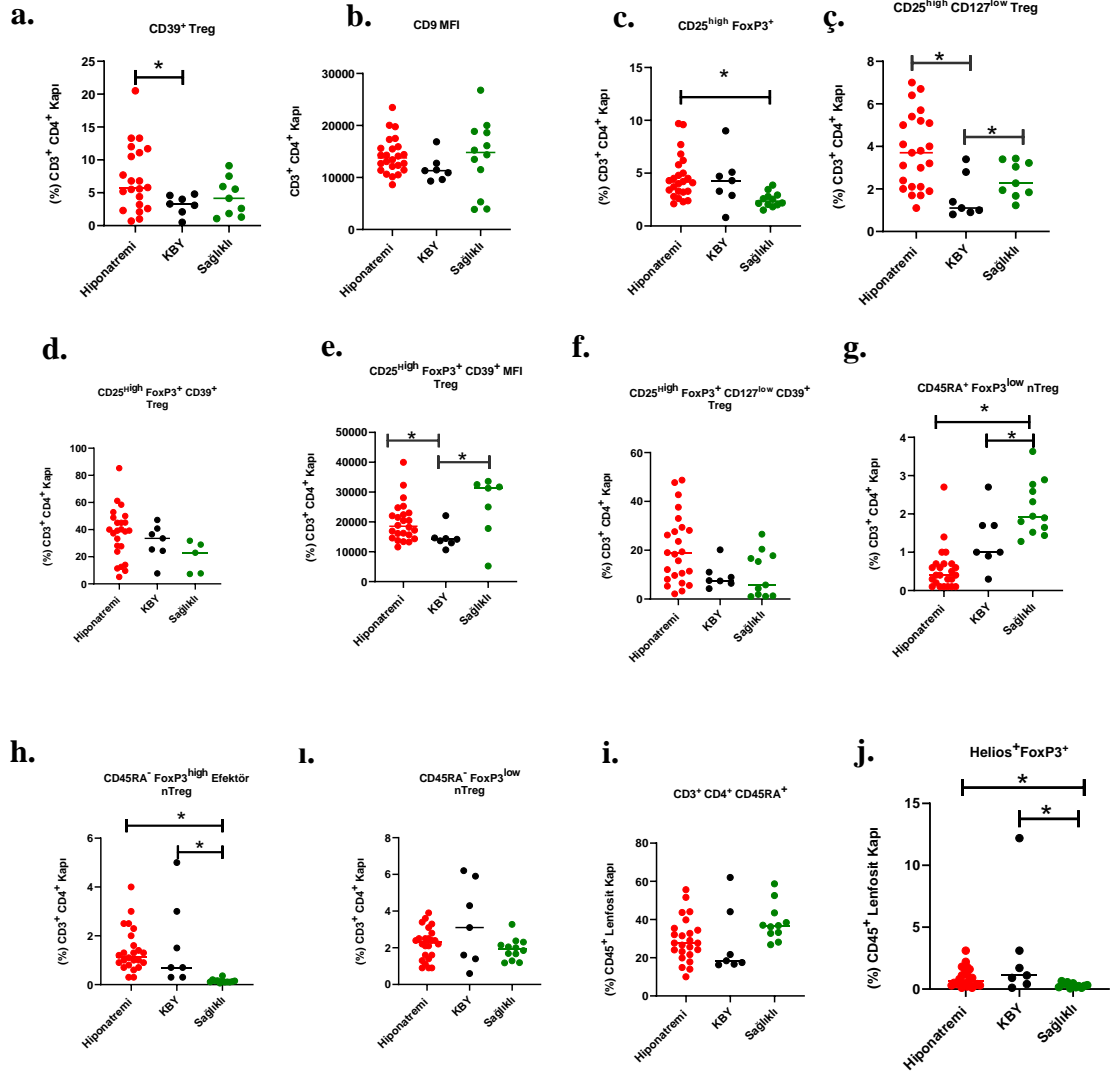 a.
CD39⁺ Treg
*
25
20
15
10
5
0
(%) CD3⁺ CD4⁺ Kapı
Hiponatremi
KBY
Sağlıklı
b.
CD9 MFI
30000
20000
10000
0
CD3⁺ CD4⁺ Kapı
Hiponatremi
KBY
Sağlıklı
c.
CD25ʰⁱᵍʰ FoxP3⁺
*
15
10
5
0
(%) CD3⁺ CD4⁺ Kapı
Hiponatremi
KBY
Sağlıklı
ç.
CD25ʰⁱᵍʰ CD127ˡᵒʷ Treg
*
*
8
6
4
2
0
(%) CD3⁺ CD4⁺ Kapı
Hiponatremi
KBY
Sağlıklı
d.
CD25ᴴⁱᵍʰ FoxP3⁺ CD39⁺
Treg
100
80
60
40
20
0
(%) CD3⁺ CD4⁺ Kapı
Hiponatremi
KBY
Sağlıklı
e.
CD25ᴴⁱᵍʰ FoxP3⁺ CD39⁺ MFI
Treg
*
*
50000
40000
30000
20000
10000
0
(%) CD3⁺ CD4⁺ Kapı
Hiponatremi
KBY
Sağlıklı
f.
CD25ᴴⁱᵍʰ FoxP3⁺ CD127ˡᵒʷ CD39⁺
Treg
60
40
20
0
(%) CD3⁺ CD4⁺ Kapı
Hiponatremi
KBY
Sağlıklı
g.
CD45RA⁺ FoxP3ˡᵒʷ nTreg
*
*
4
3
2
1
0
(%) CD3⁺ CD4⁺ Kapı
Hiponatremi
KBY
Sağlıklı
h.
CD45RA⁻ FoxP3ʰⁱᵍʰ Efektör
nTreg
*
*
6
4
2
0
(%) CD3⁺ CD4⁺ Kapı
Hiponatremi
KBY
Sağlıklı
ı.
CD45RA⁻ FoxP3ˡᵒʷ
nTreg
8
6
4
2
0
(%) CD3⁺ CD4⁺ Kapı
Hiponatremi
KBY
Sağlıklı
i.
CD3⁺ CD4⁺ CD45RA⁺
80
60
40
20
0
(%) CD45⁺ Lenfosit Kapı
Hiponatremi
KBY
Sağlıklı
j.
Helios⁺FoxP3⁺
*
*
15
10
5
0
(%) CD45⁺ Lenfosit Kapı
Hiponatremi
KBY
Sağlıklı